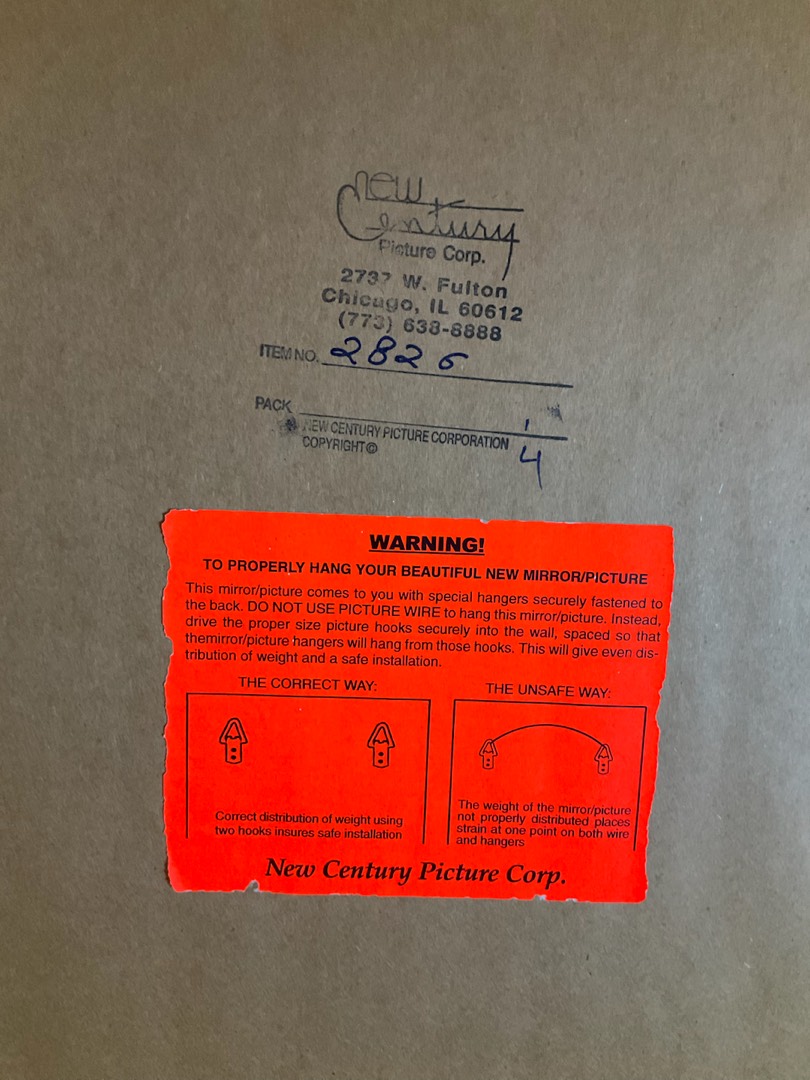 new
Century
Picture Corp.
2737 W. Fulton
Chicago, IL 60612
(773) 638-8888
ITEM NO. 2826
PACK 1
NEW CENTURY PICTURE CORPORATION
COPYRIGHT© 4
WARNING!
TO PROPERLY HANG YOUR BEAUTIFUL NEW MIRROR/PICTURE
This mirror/picture comes to you with special hangers securely fastened to
the back. DO NOT USE PICTURE WIRE to hang this mirror/picture. Instead,
drive the proper size picture hooks securely into the wall, spaced so that
themirror/picture hangers will hang from those hooks. This will give even dis-
tribution of weight and a safe installation.
THE CORRECT WAY:
Correct distribution of weight using
two hooks insures safe installation
THE UNSAFE WAY:
The weight of the mirror/picture
not properly distributed places
strain at one point on both wire
and hangers
New Century Picture Corp.